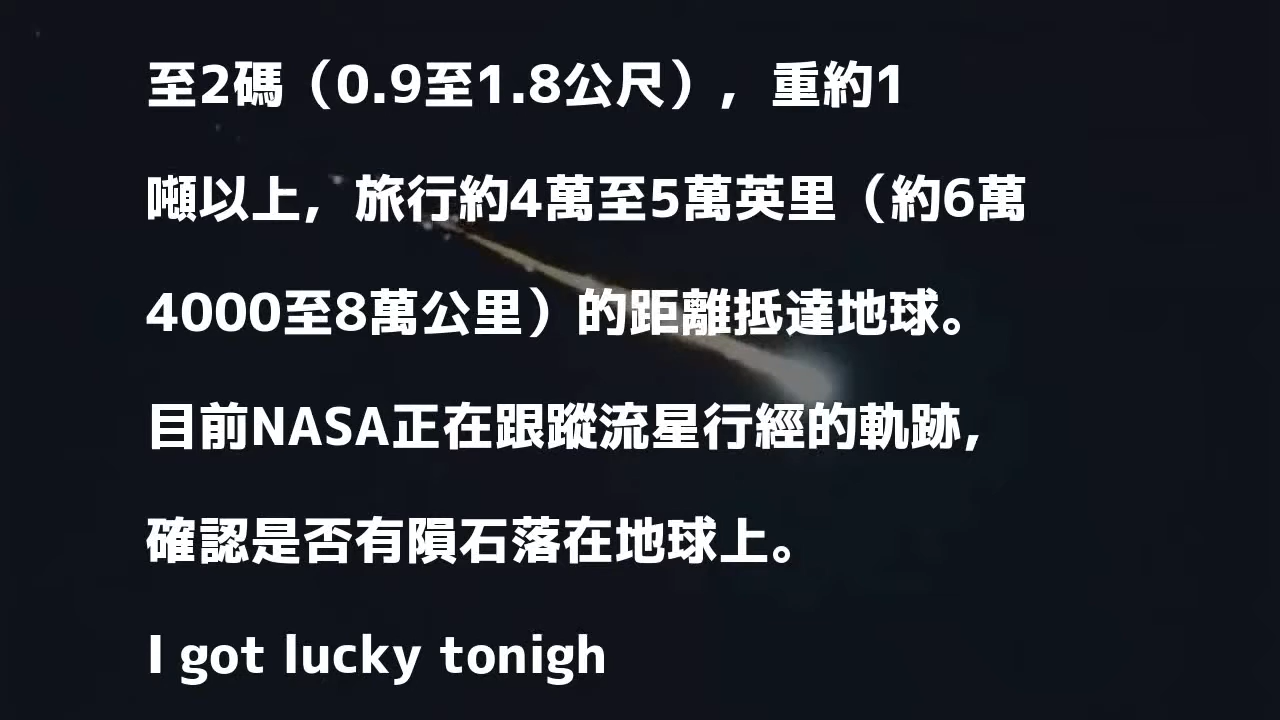 至2碼（0.9至1.8公尺），重約1
噸以上，旅行約4萬至5萬英里（約6萬
4000至8萬公里）的距離抵達地球。
目前NASA正在跟蹤流星行經的軌跡，
確認是否有隕石落在地球上。
I got lucky tonigh